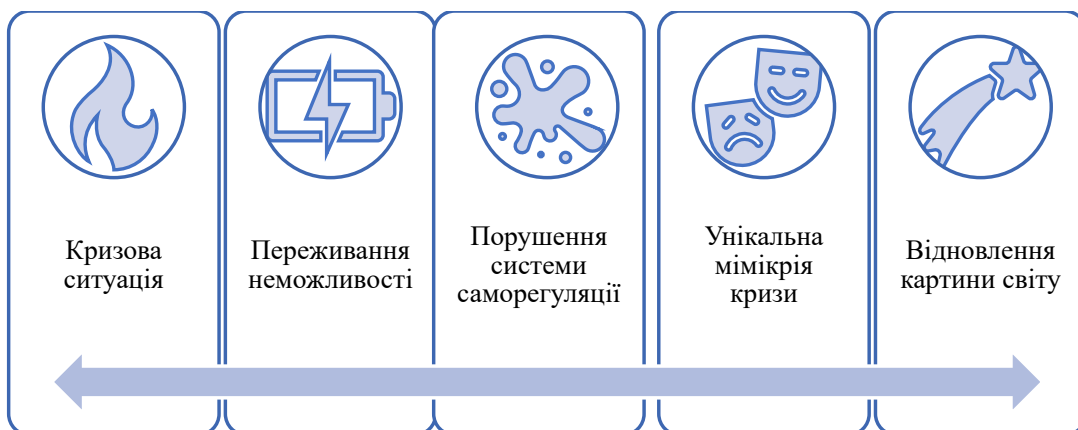 Кризова
ситуація
Переживання
неможливості
Порушення
системи
саморегуляції
Унікальна
мімікрія
кризи
Відновлення
картини світу